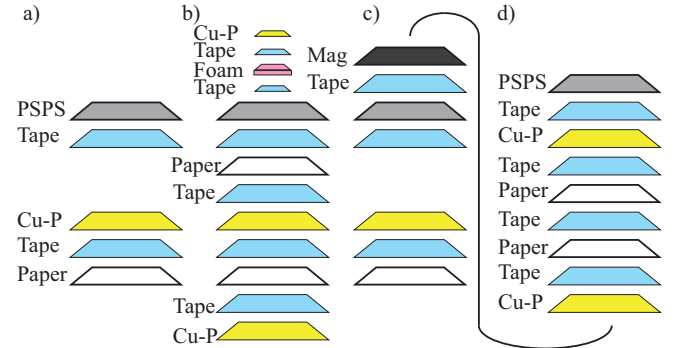 a)
b)
c)
d)
Cu-P
Tape
Foam
Tape
Mag
Tape
PSPS
Tape
Paper
Tape
Cu-P
Tape
Paper
Tape
Cu-P
PSPS
Tape
Cu-P
Tape
Paper
Tape
Paper
Tape
Cu-P